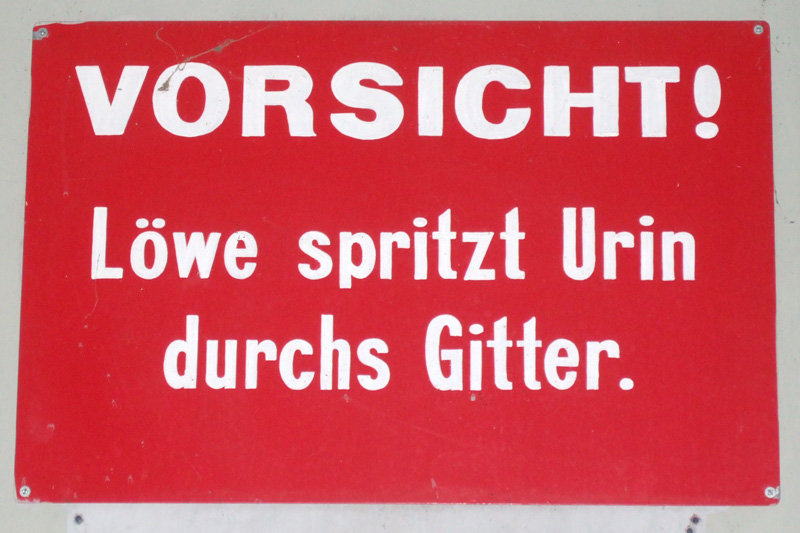 VORSICHT!
Löwe spritzt Urin
durchs Gitter.